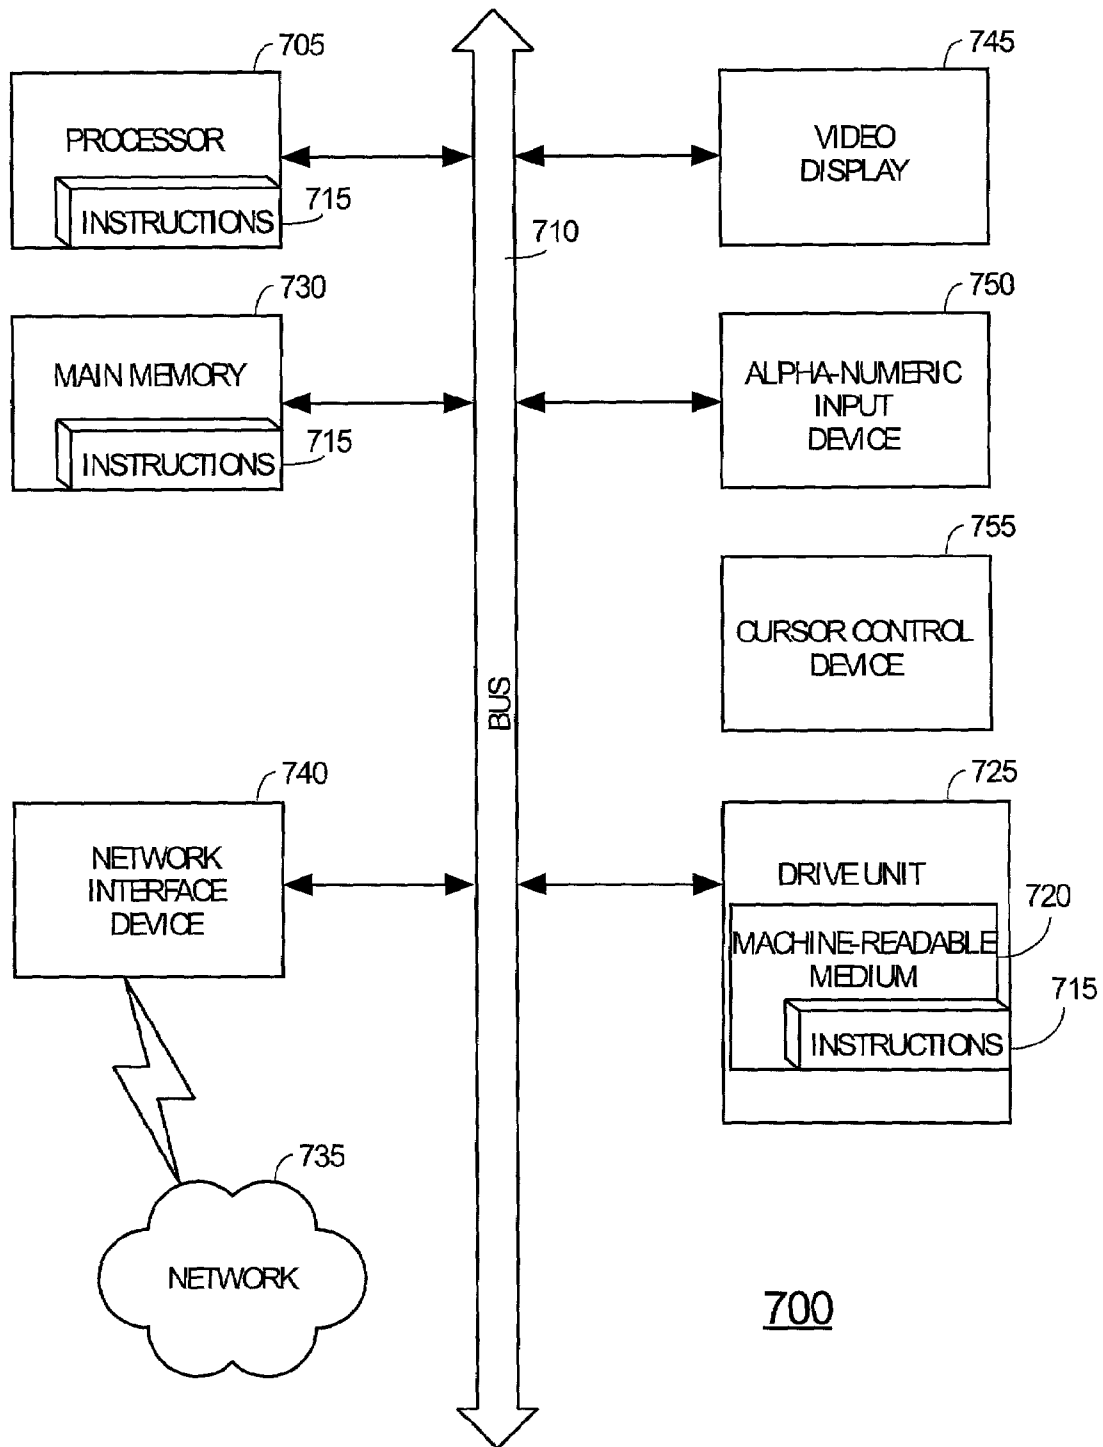 705
PROCESSOR
INSTRUCTIONS
715
730
MAIN MEMORY
INSTRUCTIONS
715
740
NETWORK
INTERFACE
DEVICE
735
NETWORK
710
BUS
745
VIDEO
DISPLAY
750
ALPHA-NUMERIC
INPUT
DEVICE
755
CURSOR CONTROL
DEVICE
725
DRIVE UNIT
720
MACHINE-READABLE
MEDIUM
715
INSTRUCTIONS
700